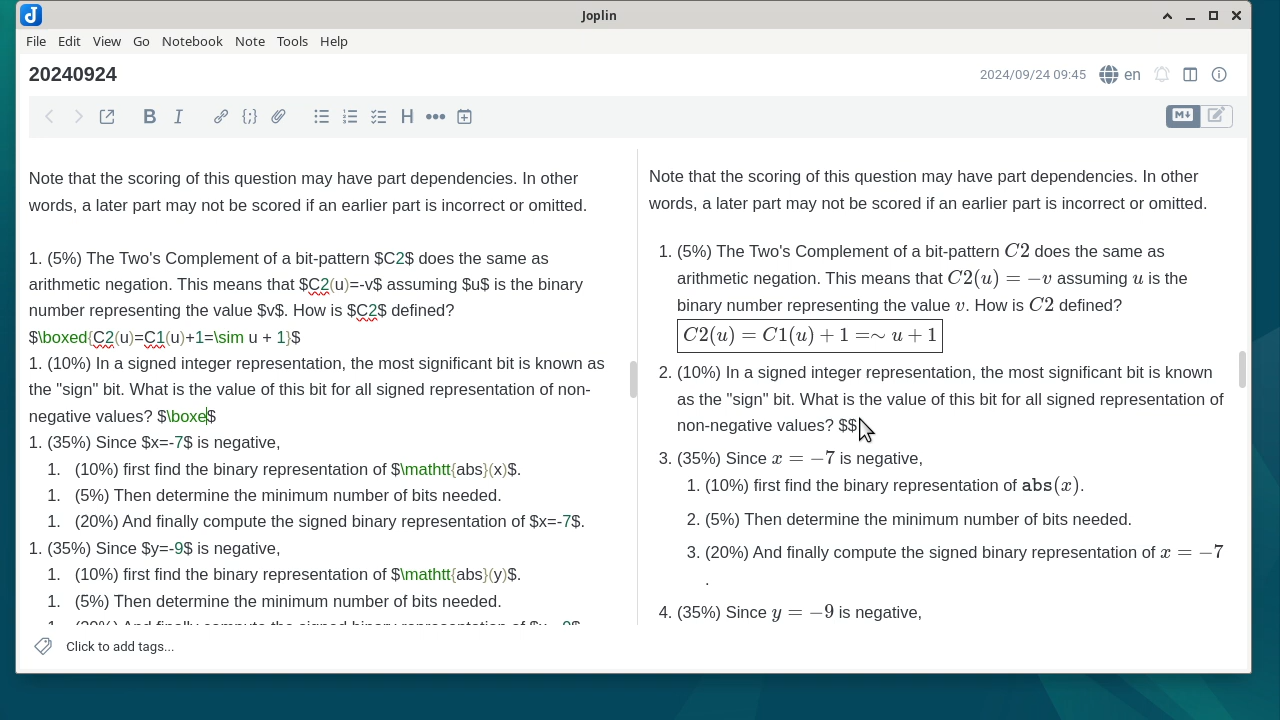 Joplin
File Edit View Go Notebook Note Tools Help
20240924
2024/09/24 09:45 en
Note that the scoring of this question may have part dependencies. In other
words, a later part may not be scored if an earlier part is incorrect or omitted.
1. (5%) The Two's Complement of a bit-pattern $C2$ does the same as
arithmetic negation. This means that $C2(u)=-v$ assuming $u$ is the binary
number representing the value $v$. How is $C2$ defined?
$\boxed{C2(u)=C1(u)+1=\sim u + 1}$
1. (10%) In a signed integer representation, the most significant bit is known as
the "sign" bit. What is the value of this bit for all signed representation of non-
negative values? $\boxe$
1. (35%) Since $x=-7$ is negative,
1. (10%) first find the binary representation of $\mathtt{abs}(x)$.
1. (5%) Then determine the minimum number of bits needed.
1. (20%) And finally compute the signed binary representation of $x=-7$.
1. (35%) Since $y=-9$ is negative,
1. (10%) first find the binary representation of $\mathtt{abs}(y)$.
1. (5%) Then determine the minimum number of bits needed.
1. (20%) And finally compute the signed binary representation of $y=-9$
Note that the scoring of this question may have part dependencies. In other
words, a later part may not be scored if an earlier part is incorrect or omitted.
1. (5%) The Two's Complement of a bit-pattern C2 does the same as
arithmetic negation. This means that C2(u) = −v assuming u is the
binary number representing the value v. How is C2 defined?
C2(u) = C1(u) + 1 =∼ u + 1
2. (10%) In a signed integer representation, the most significant bit is known
as the "sign" bit. What is the value of this bit for all signed representation of
non-negative values? $$
3. (35%) Since x = −7 is negative,
1. (10%) first find the binary representation of abs(x).
2. (5%) Then determine the minimum number of bits needed.
3. (20%) And finally compute the signed binary representation of x = −7
.
4. (35%) Since y = −9 is negative,
Click to add tags...